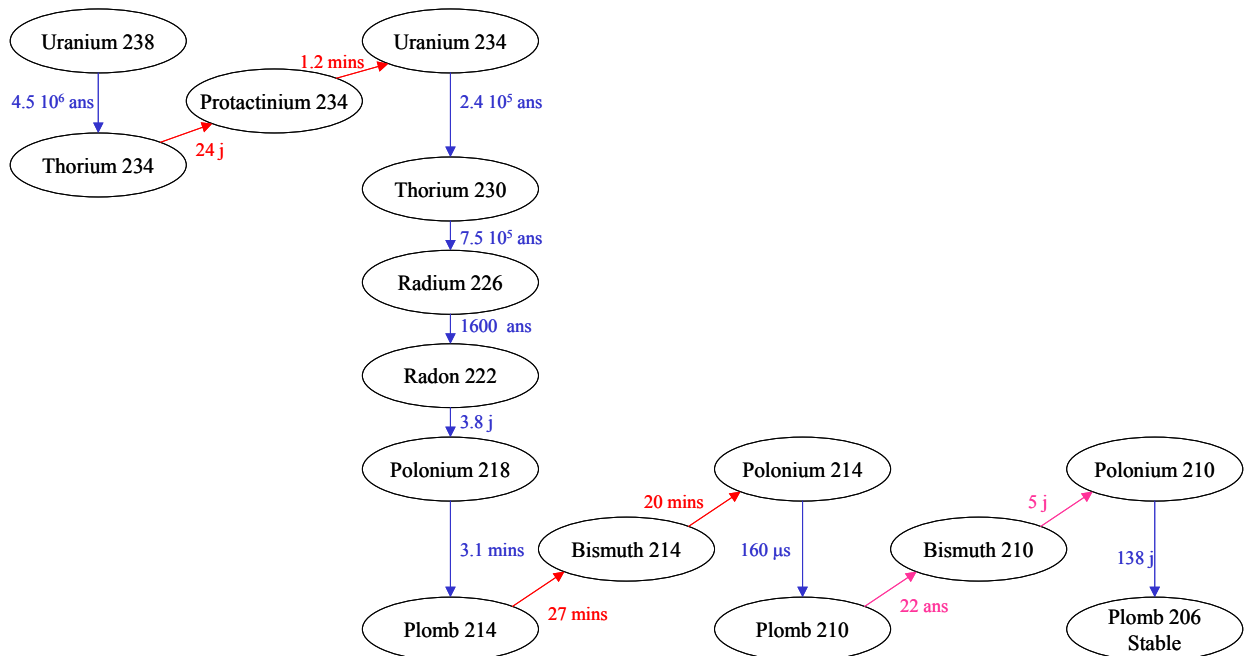 Uranium 238
4.5 10⁶ ans
Thorium 234
24 j
Protactinium 234
1.2 mins
Uranium 234
2.4 10⁵ ans
Thorium 230
7.5 10⁵ ans
Radium 226
1600 ans
Radon 222
3.8 j
Polonium 218
3.1 mins
Plomb 214
27 mins
Bismuth 214
20 mins
Polonium 214
160 μs
Plomb 210
22 ans
Bismuth 210
5 j
Polonium 210
138 j
Plomb 206
Stable